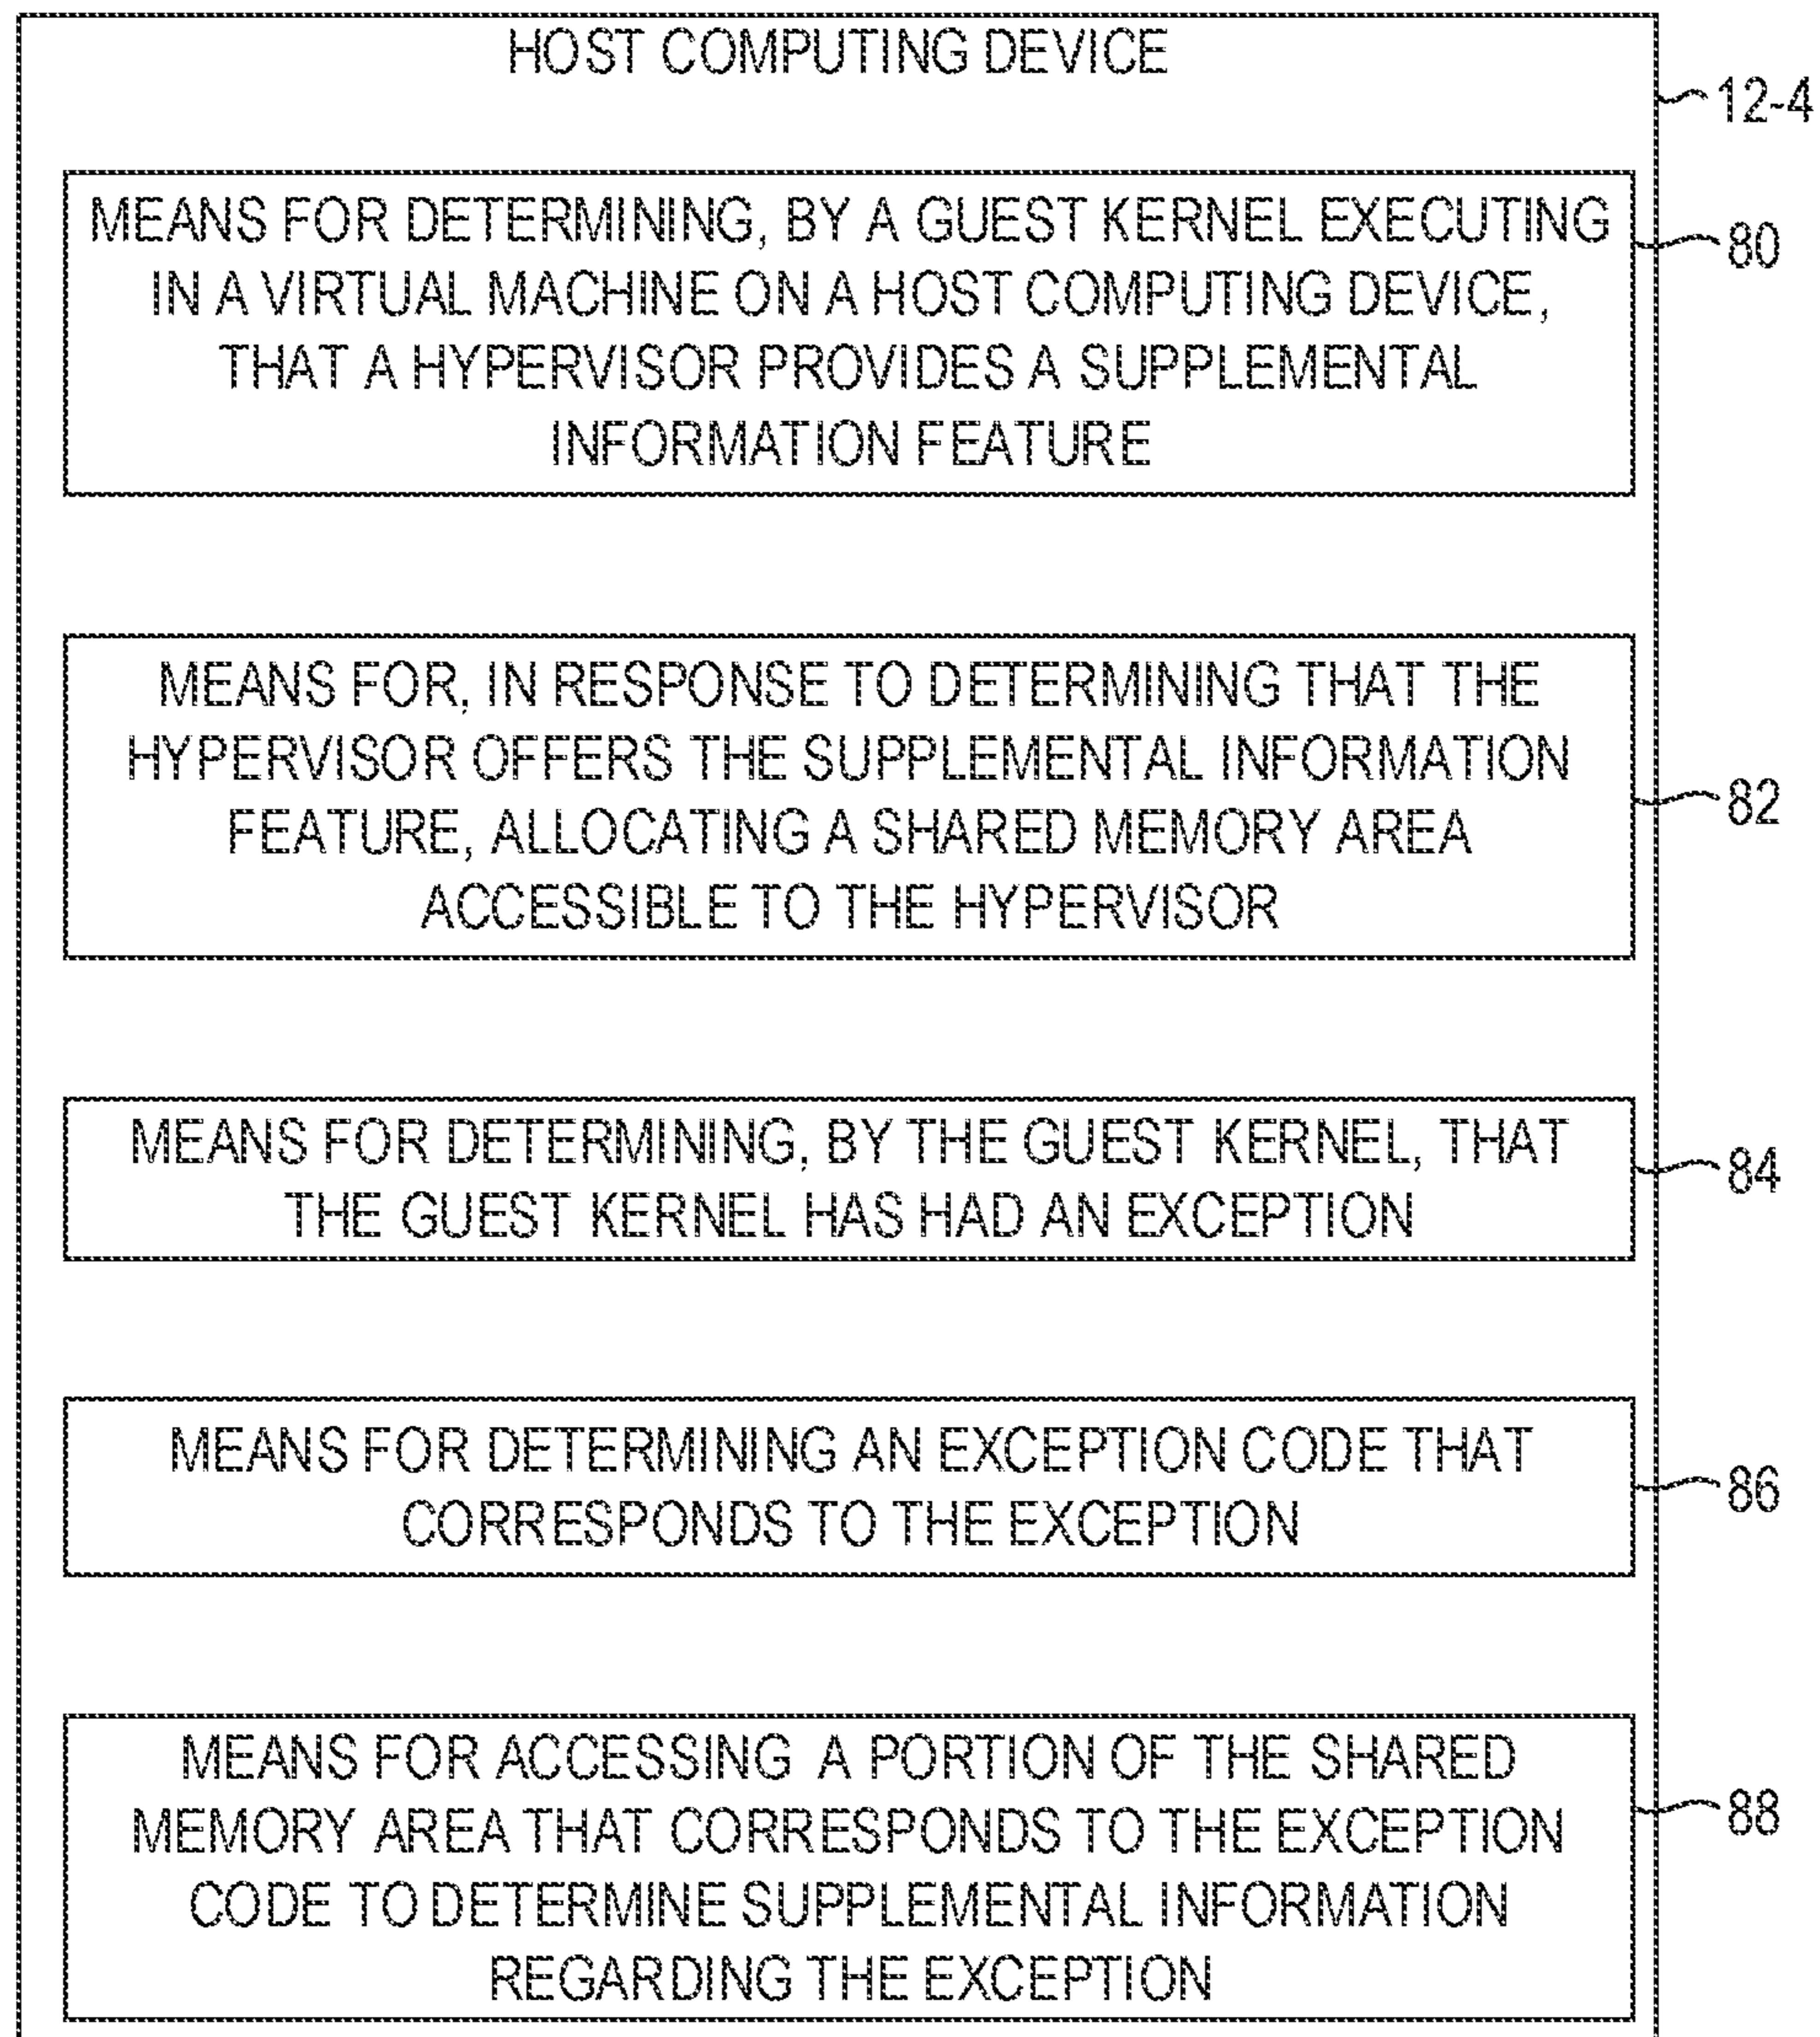 HOST COMPUTING DEVICE
12-4
MEANS FOR DETERMINING, BY A GUEST KERNEL EXECUTING
80
IN A VIRTUAL MACHINE ON A HOST COMPUTING DEVICE,
THAT A HYPERVISOR PROVIDES A SUPPLEMENTAL
INFORMATION FEATURE
MEANS FOR, IN RESPONSE TO DETERMINING THAT THE
HYPERVISOR OFFERS THE SUPPLEMENTAL INFORMATION
82
FEATURE, ALLOCATING A SHARED MEMORY AREA
ACCESSIBLE TO THE HYPERVISOR
MEANS FOR DETERMINING, BY THE GUEST KERNEL, THAT
84
THE GUEST KERNEL HAS HAD AN EXCEPTION
MEANS FOR DETERMINING AN EXCEPTION CODE THAT
86
CORRESPONDS TO THE EXCEPTION
MEANS FOR ACCESSING A PORTION OF THE SHARED
88
MEMORY AREA THAT CORRESPONDS TO THE EXCEPTION
CODE TO DETERMINE SUPPLEMENTAL INFORMATION
REGARDING THE EXCEPTION